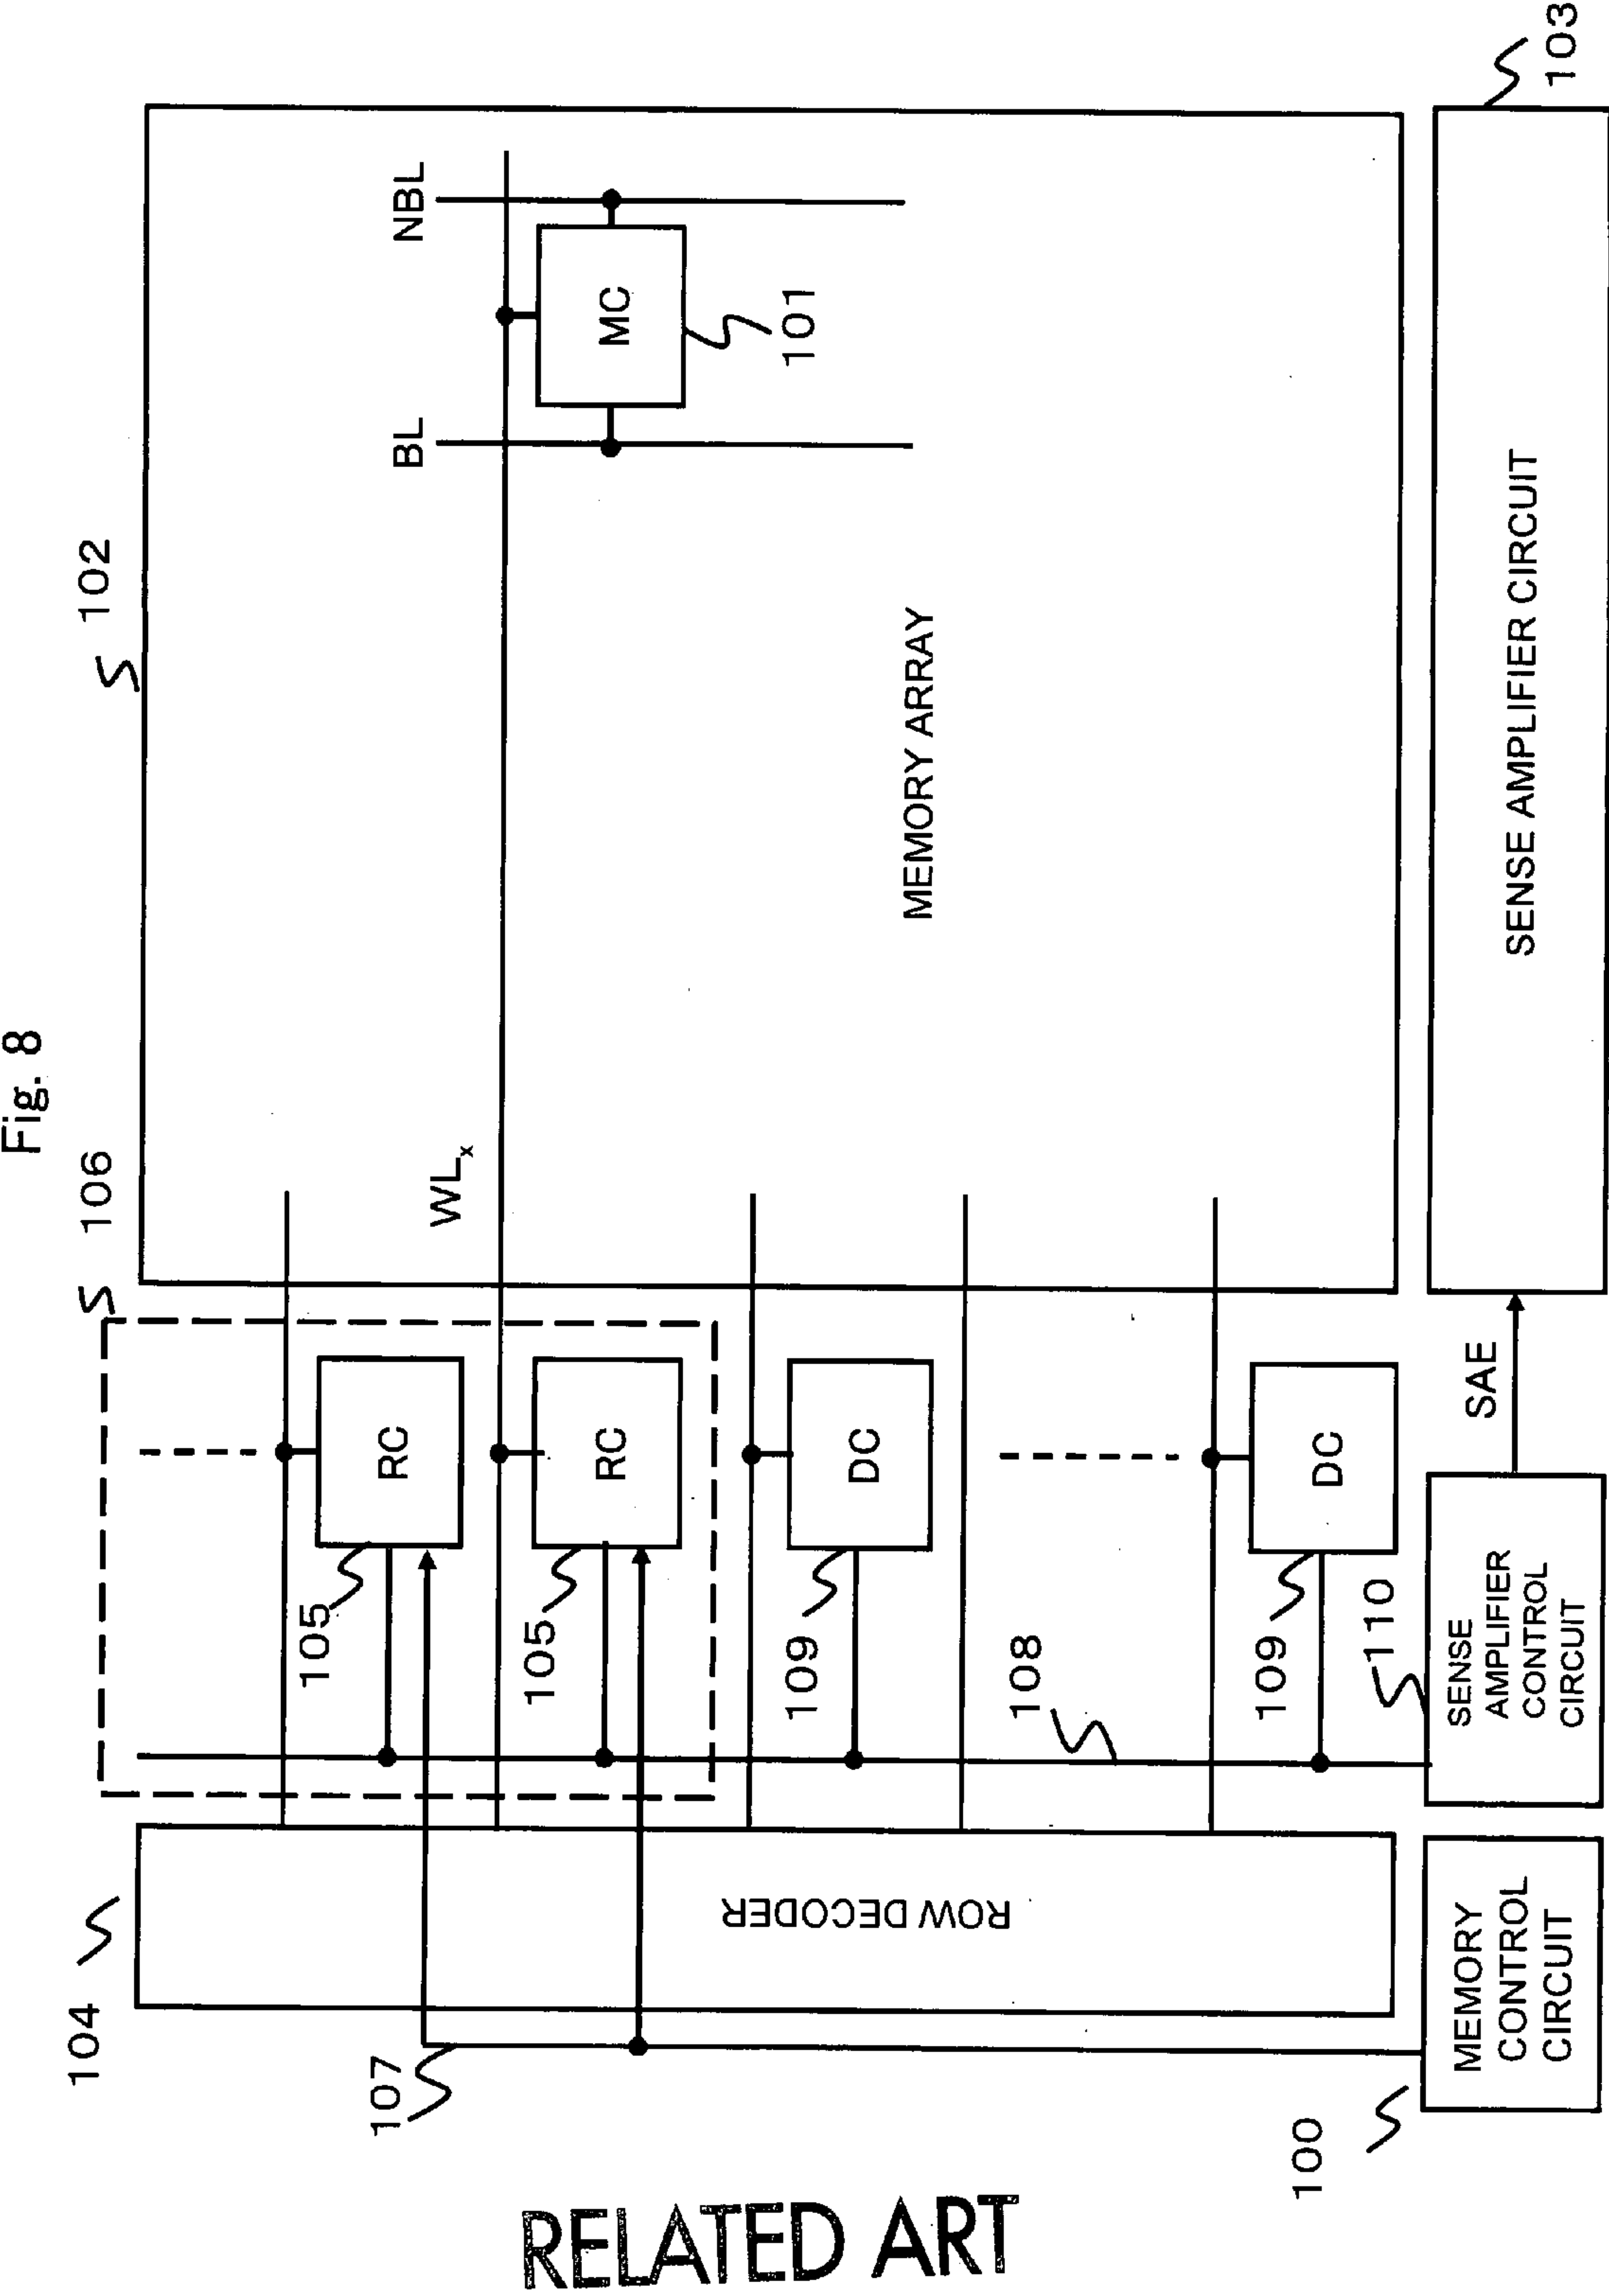 Fig. 8
RELATED ART
104
106
102
107
105
105
WLₓ
BL
NBL
RC
RC
MC
101
ROW DECODER
MEMORY ARRAY
109
DC
108
109
DC
100
110
MEMORY
CONTROL
CIRCUIT
SENSE
AMPLIFIER
CONTROL
CIRCUIT
SAE
SENSE AMPLIFIER CIRCUIT
103